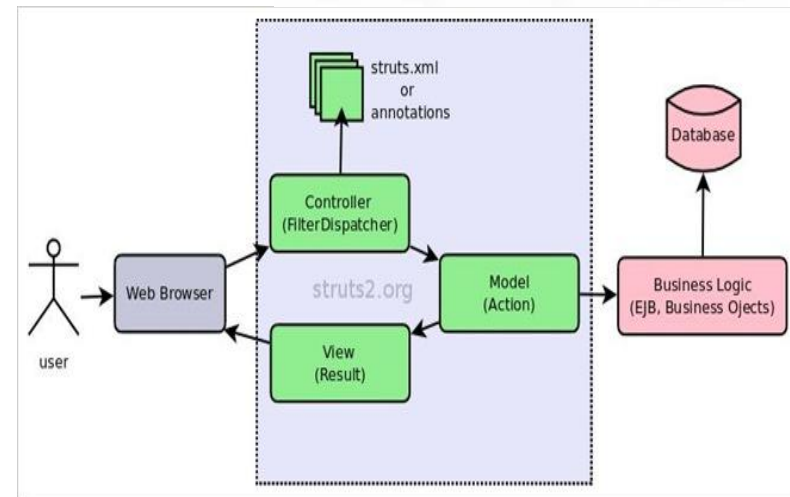 struts.xml
or
annotations
Database
Controller
(FilterDispatcher)
Web Browser
struts2.org
Model
(Action)
Business Logic
(EJB, Business Ojects)
View
(Result)
user